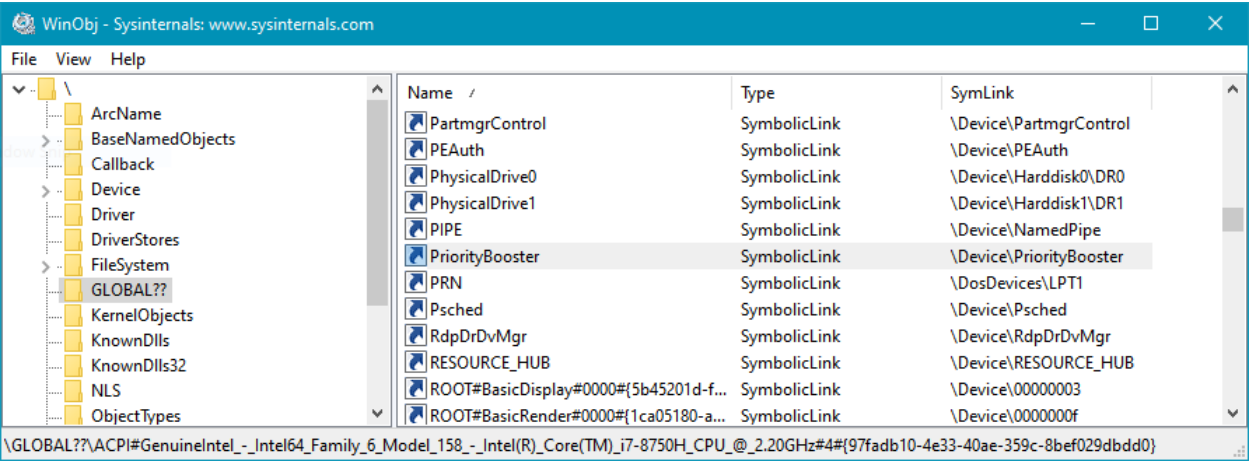 WinObj - Sysinternals: www.sysinternals.com
File View Help
\
ArcName
BaseNamedObjects
Callback
Device
Driver
DriverStores
FileSystem
GLOBAL??
KernelObjects
KnownDlls
KnownDlls32
NLS
ObjectTypes
Name / Type SymLink
PartmgrControl SymbolicLink \Device\PartmgrControl
PEAuth SymbolicLink \Device\PEAuth
PhysicalDrive0 SymbolicLink \Device\Harddisk0\DR0
PhysicalDrive1 SymbolicLink \Device\Harddisk1\DR1
PIPE SymbolicLink \Device\NamedPipe
PriorityBooster SymbolicLink \Device\PriorityBooster
PRN SymbolicLink \DosDevices\LPT1
Psched SymbolicLink \Device\Psched
RdpDrDvMgr SymbolicLink \Device\RdpDrDvMgr
RESOURCE_HUB SymbolicLink \Device\RESOURCE_HUB
ROOT#BasicDisplay#0000#{5b45201d-f... SymbolicLink \Device\00000003
ROOT#BasicRender#0000#{1ca05180-a... SymbolicLink \Device\0000000f
\GLOBAL??\ACPI#GenuineIntel_-_Intel64_Family_6_Model_158_-_Intel(R)_Core(TM)_i7-8750H_CPU_@_2.20GHz#4#{97fadb10-4e33-40ae-359c-8bef029dbdd0}